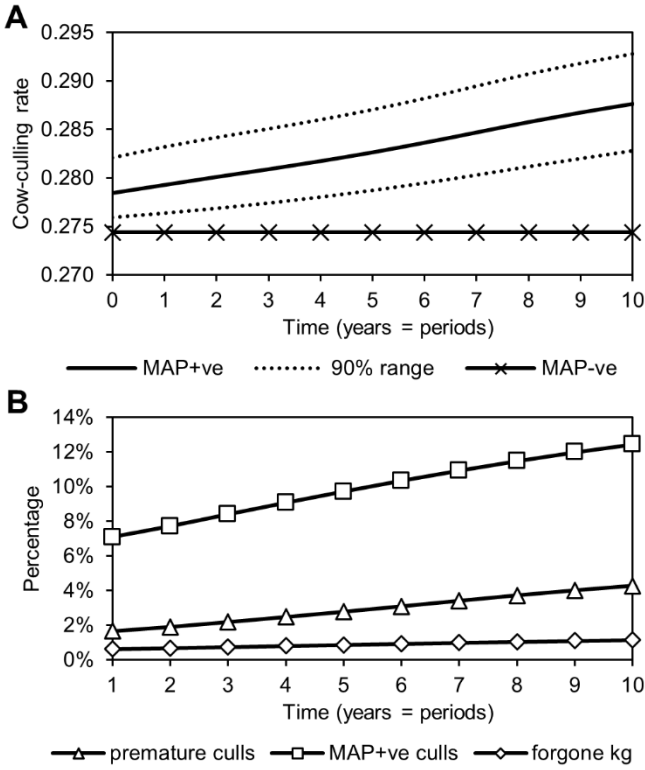 A
Cow-culling rate
0.295
0.290
0.285
0.280
0.275
0.270
0 1 2 3 4 5 6 7 8 9 10
Time (years = periods)
MAP+ve 90% range MAP-ve
B
Percentage
14%
12%
10%
8%
6%
4%
2%
0%
1 2 3 4 5 6 7 8 9 10
Time (years = periods)
premature culls MAP+ve culls forgone kg